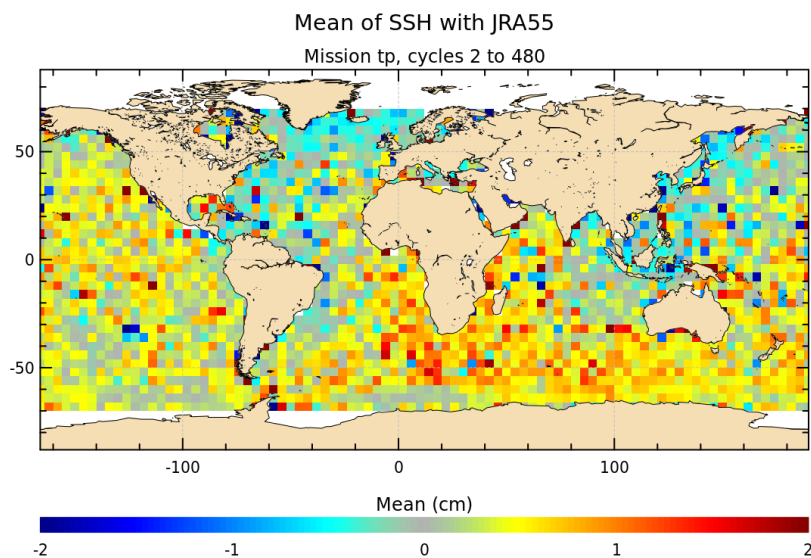 Mean of SSH with JRA55
Mission tp, cycles 2 to 480
50
0
-50
-100 0 100
Mean (cm)
-2 -1 0 1 2